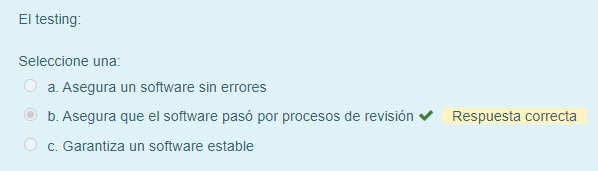 El testing:
Seleccione una:
a. Asegura un software sin errores
b. Asegura que el software pasó por procesos de revisión Respuesta correcta
c. Garantiza un software estable